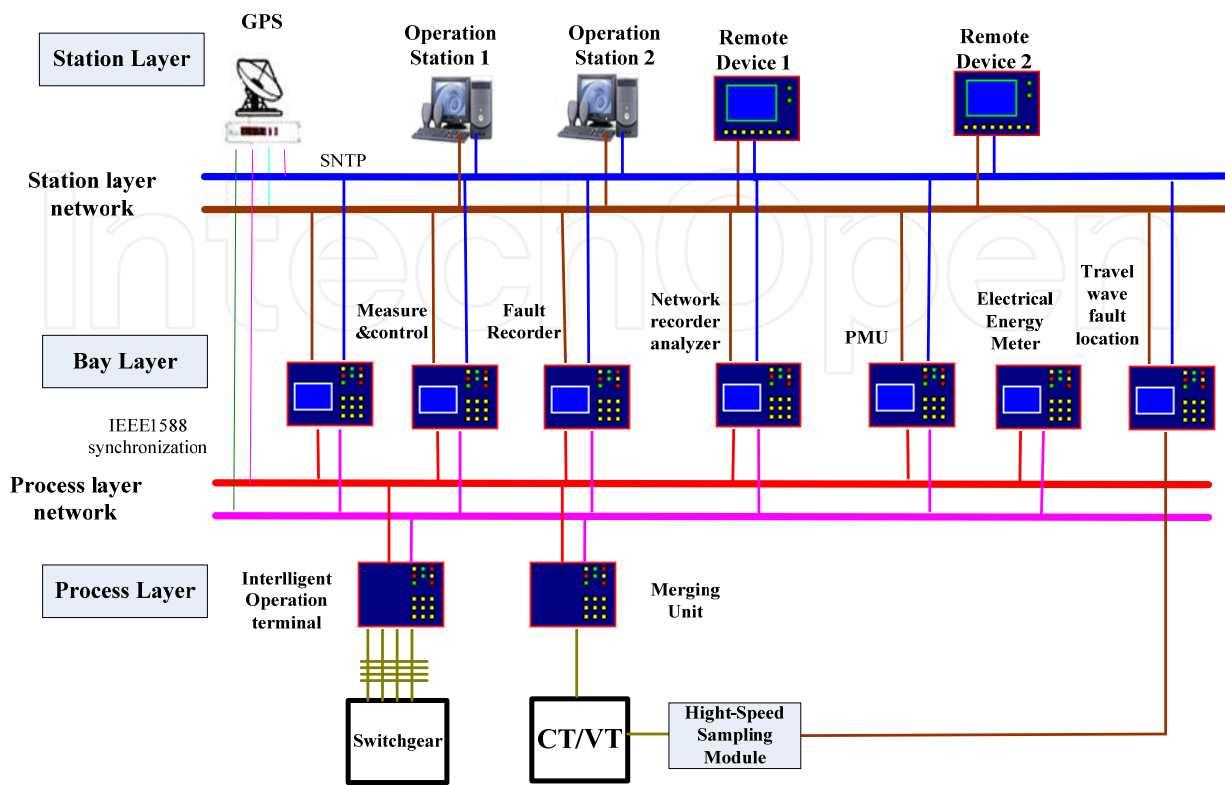 GPS
Station Layer
Operation
Station 1
Operation
Station 2
Remote
Device 1
Remote
Device 2
SNTP
Station layer
network
IntechOpen
Measure
&control
Fault
Recorder
Network
recorder
analyzer
PMU
Electrical
Energy
Meter
Travel
wave
fault
location
Bay Layer
IEEE1588
synchronization
Process layer
network
Process Layer
Interlligent
Operation
terminal
Merging
Unit
Switchgear
CT/VT
Hight-Speed
Sampling
Module